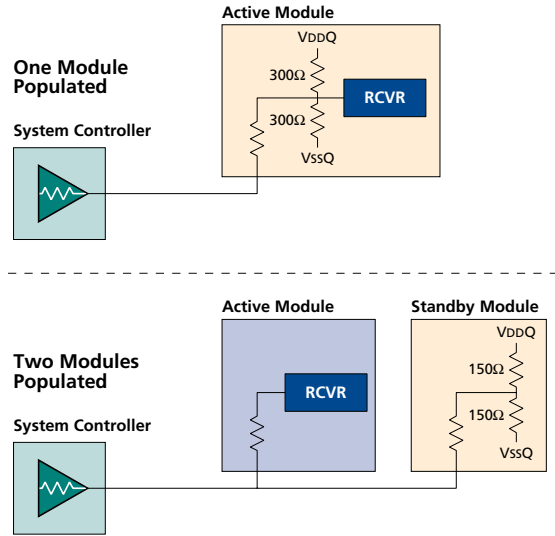 Active Module
VDDQ
One Module
Populated
300Ω
RCVR
300Ω
System Controller
VssQ
Active Module
Standby Module
VDDQ
Two Modules
Populated
150Ω
RCVR
150Ω
System Controller
VssQ